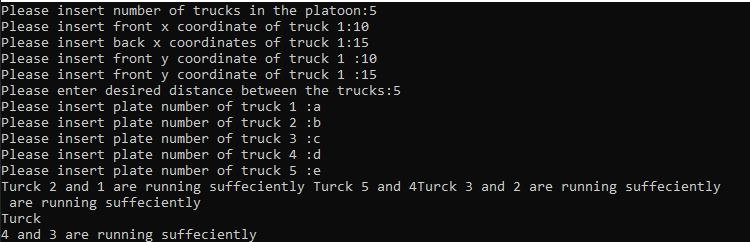 Please insert number of trucks in the platoon:5
Please insert front x coordinate of truck 1:10
Please insert back x coordinates of truck 1:15
Please insert front y coordinate of truck 1 :10
Please insert front y coordinate of truck 1 :15
Please enter desired distance between the trucks:5
Please insert plate number of truck 1 :a
Please insert plate number of truck 2 :b
Please insert plate number of truck 3 :c
Please insert plate number of truck 4 :d
Please insert plate number of truck 5 :e
Turck 2 and 1 are running suffeciently Turck 5 and 4Turck 3 and 2 are running suffeciently
 are running suffeciently
Turck
4 and 3 are running suffeciently